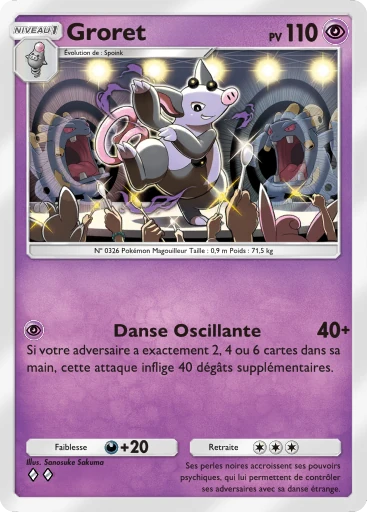 NIVEAU 1
Groret
PV 110
Évolution de : Spoink
N° 0326 Pokémon Magouilleur Taille : 0,9 m Poids : 71,5 kg
Danse Oscillante 40+
Si votre adversaire a exactement 2, 4 ou 6 cartes dans sa
main, cette attaque inflige 40 dégâts supplémentaires.
Faiblesse +20
Retraite
Illus. Sanosuke Sakuma
Ses perles noires accroissent ses pouvoirs
psychiques, qui lui permettent de contrôler
ses adversaires avec sa danse étrange.